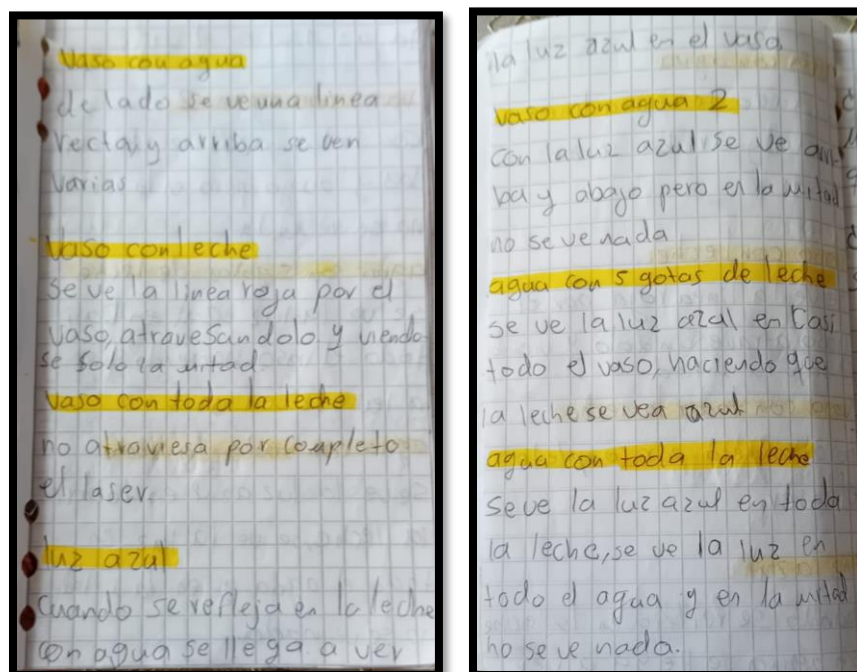 vaso con agua
de lado se ve una linea
recta y arriba se ven
varias
Vaso con leche
se ve la linea roja por el
vaso, atravesandolo y viendo
se solo la mitad
Vaso con toda la leche
no atraviesa por completo
el laser.
luz azul
Cuando se refleja en la leche
con agua se llega a ver
la luz azul en el vaso
vaso con agua 2
con la luz azul se ve arri
ba y abajo pero en la mitad
no se ve nada
agua con 5 gotas de leche
se ve la luz azul en casi
todo el vaso, haciendo que
la leche se vea azul
agua con toda la leche
se ve la luz azul en toda
la leche, se ve la luz en
todo el agua y en la mitad
no se ve nada.